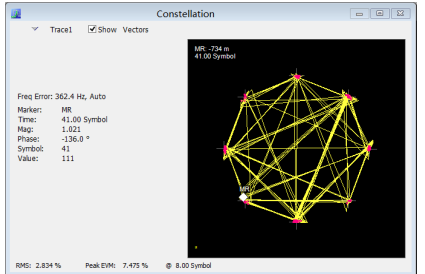 Constellation
Trace1 Show Vectors
MR: -734 m
41.00 Symbol
Freq Error: 362.4 Hz, Auto
Marker: MR
Time: 41.00 Symbol
Mag: 1.021
Phase: -136.0 °
Symbol: 41
Value: 111
MR
RMS: 2.834 % Peak EVM: 7.475 % @ 8.00 Symbol